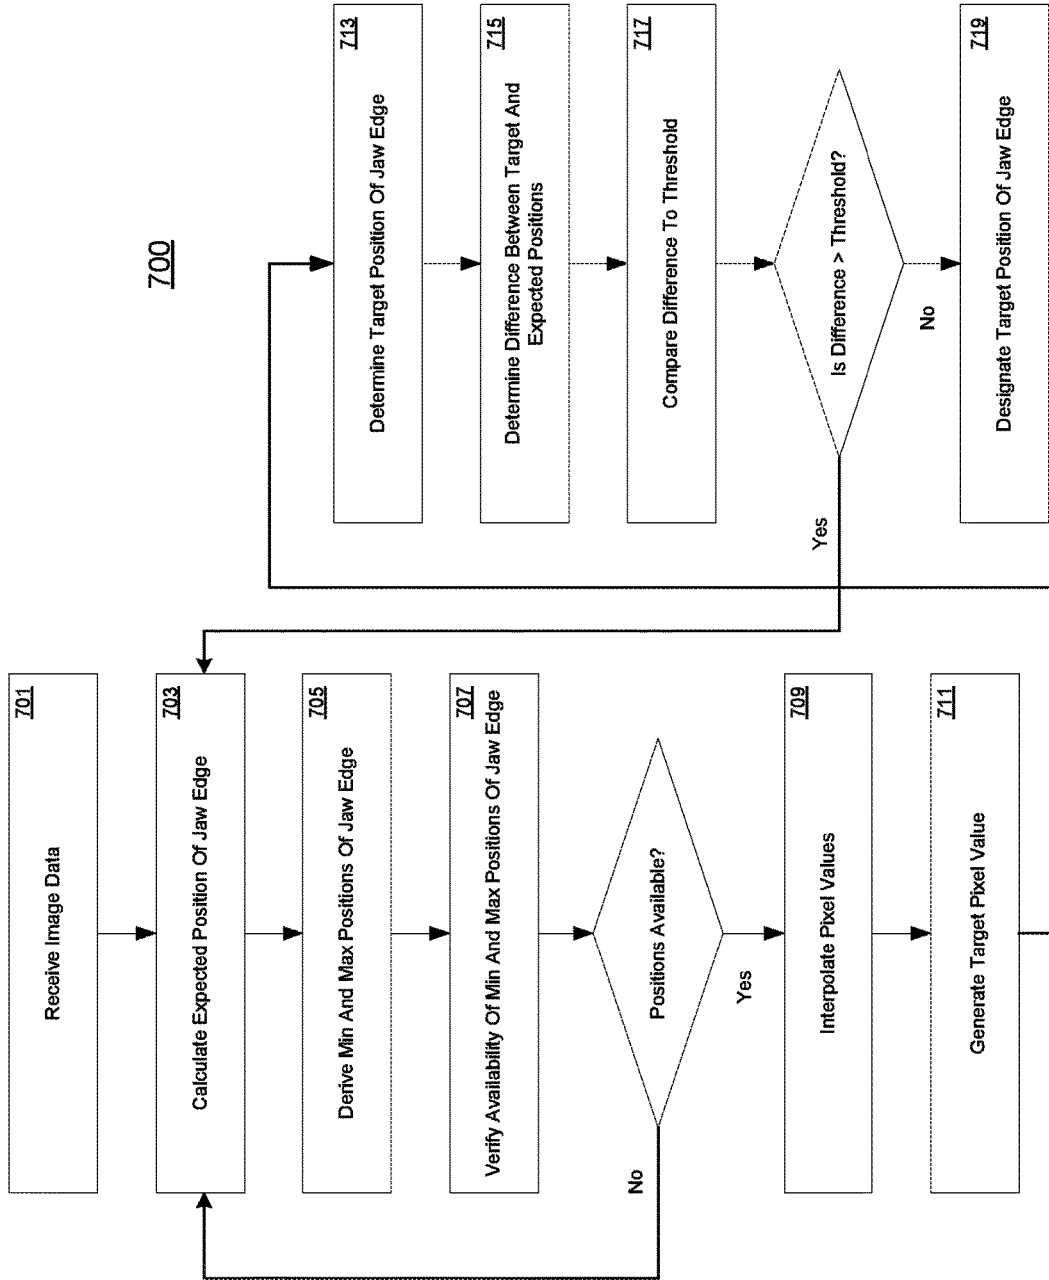 700
701
Receive Image Data
703
Calculate Expected Position Of Jaw Edge
705
Derive Min And Max Positions Of Jaw Edge
707
Verify Availability Of Min And Max Positions Of Jaw Edge
Positions Available?
No
Yes
709
Interpolate Pixel Values
711
Generate Target Pixel Value
713
Determine Target Position Of Jaw Edge
715
Determine Difference Between Target And
Expected Positions
717
Compare Difference To Threshold
Is Difference > Threshold?
Yes
No
719
Designate Target Position Of Jaw Edge